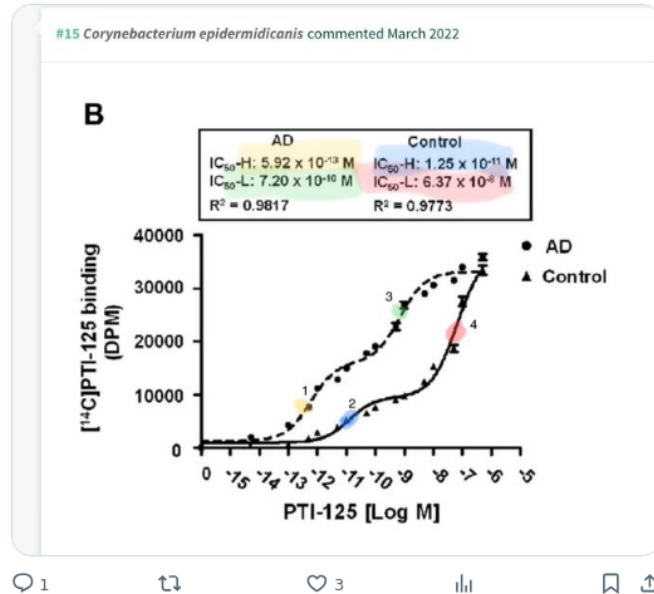 #15 Corynebacterium epidermidicanis commented March 2022
B
AD Control
IC50-H: 5.92 x 10-13 M IC50-H: 1.25 x 10-11 M
IC50-L: 7.20 x 10-10 M IC50-L: 6.37 x 10-8 M
R2 = 0.9817 R2 = 0.9773
[14C]PTI-125 binding
(DPM)
40000
30000
20000
10000
0
AD
Control
1
2
3
4
0 -15 -14 -13 -12 -11 -10 -9 -8 -7 -6 -5
PTI-125 [Log M]
1 3